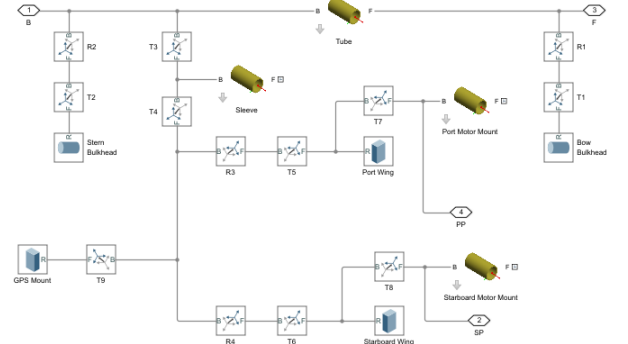 1
B
B
F
Tube
3
F
B
F
R2
B
F
T3
B
F
R1
B
F
T2
B
F
Sleeve
B
F
T4
B
F
T7
B
F
Port Motor Mount
B
F
T1
R
Stern
Bulkhead
B
F
R3
B
F
T5
R
Port Wing
R
Bow
Bulkhead
4
PP
R
GPS Mount
F
B
T9
B
F
T8
B
F
Starboard Motor Mount
B
F
R4
B
F
T6
R
Starboard Wing
2
SP